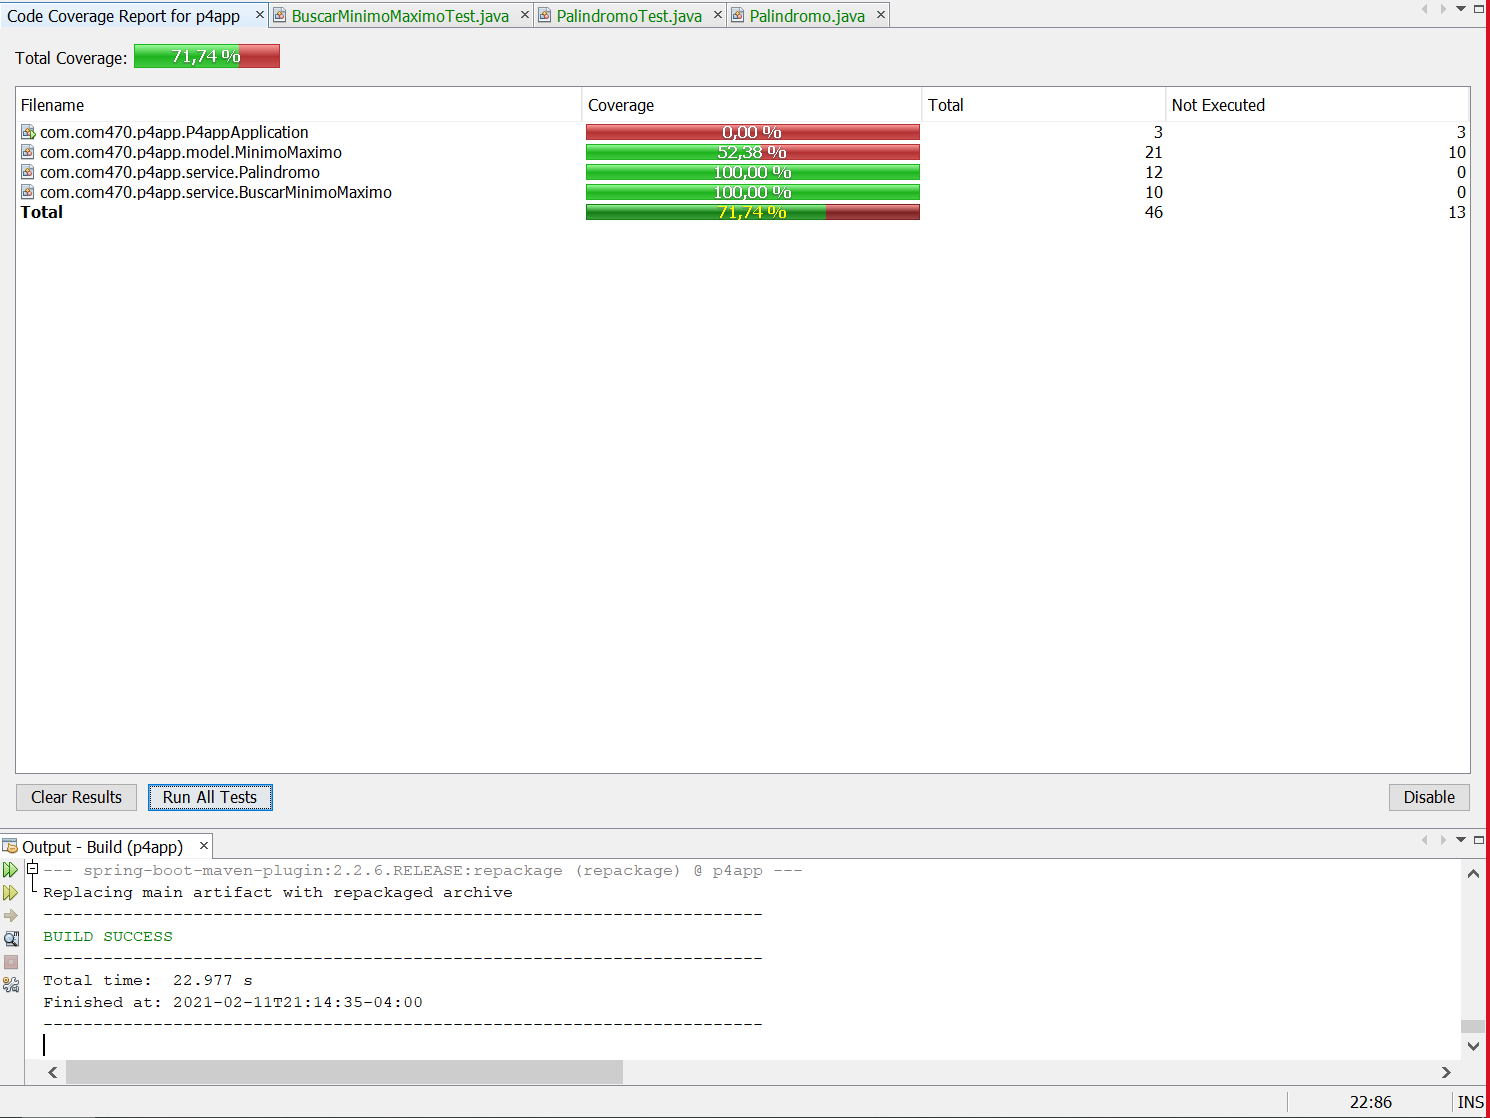 Code Coverage Report for p4app × BuscarMinimoMaximoTest.java × PalindromoTest.java × Palindromo.java ×
Total Coverage: 71,74 %
Filename Coverage Total Not Executed
com.com470.p4app.P4appApplication 0,00 % 3 3
com.com470.p4app.model.MinimoMaximo 52,38 % 21 10
com.com470.p4app.service.Palindromo 100,00 % 12 0
com.com470.p4app.service.BuscarMinimoMaximo 100,00 % 10 0
Total 71,74 % 46 13
Clear Results Run All Tests Disable
Output - Build (p4app) ×
--- spring-boot-maven-plugin:2.2.6.RELEASE:repackage (repackage) @ p4app ---
Replacing main artifact with repackaged archive
------------------------------------------------------------------------
BUILD SUCCESS
------------------------------------------------------------------------
Total time:  22.977 s
Finished at: 2021-02-11T21:14:35-04:00
------------------------------------------------------------------------
22:86 INS